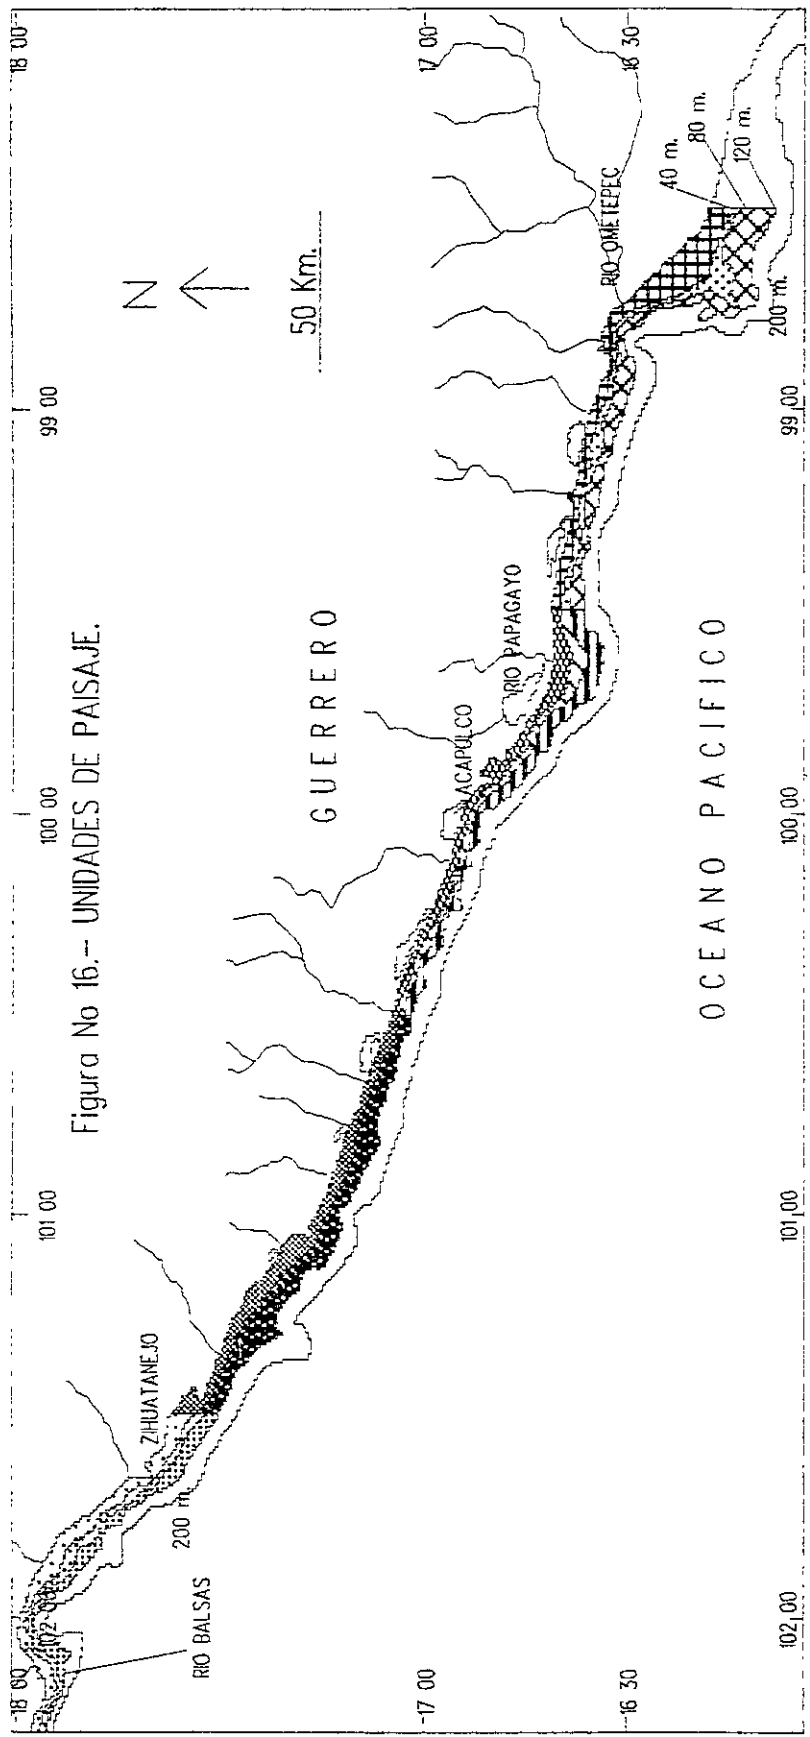 Figura No 16.- UNIDADES DE PAISAJE.
18 00
102 00
101 00
100 00
99 00
18 00
N
50 Km.
GUERRERO
RIO BALSAS
ZIHUATANEJO
200 m.
ACAPULCO
RIO PAPAGAYO
RIO OMETEPEC
17 00
17 00
16 30
16 30
40 m.
80 m.
120 m.
200 m.
OCEANO PACIFICO
102 00
101 00
100 00
99 00